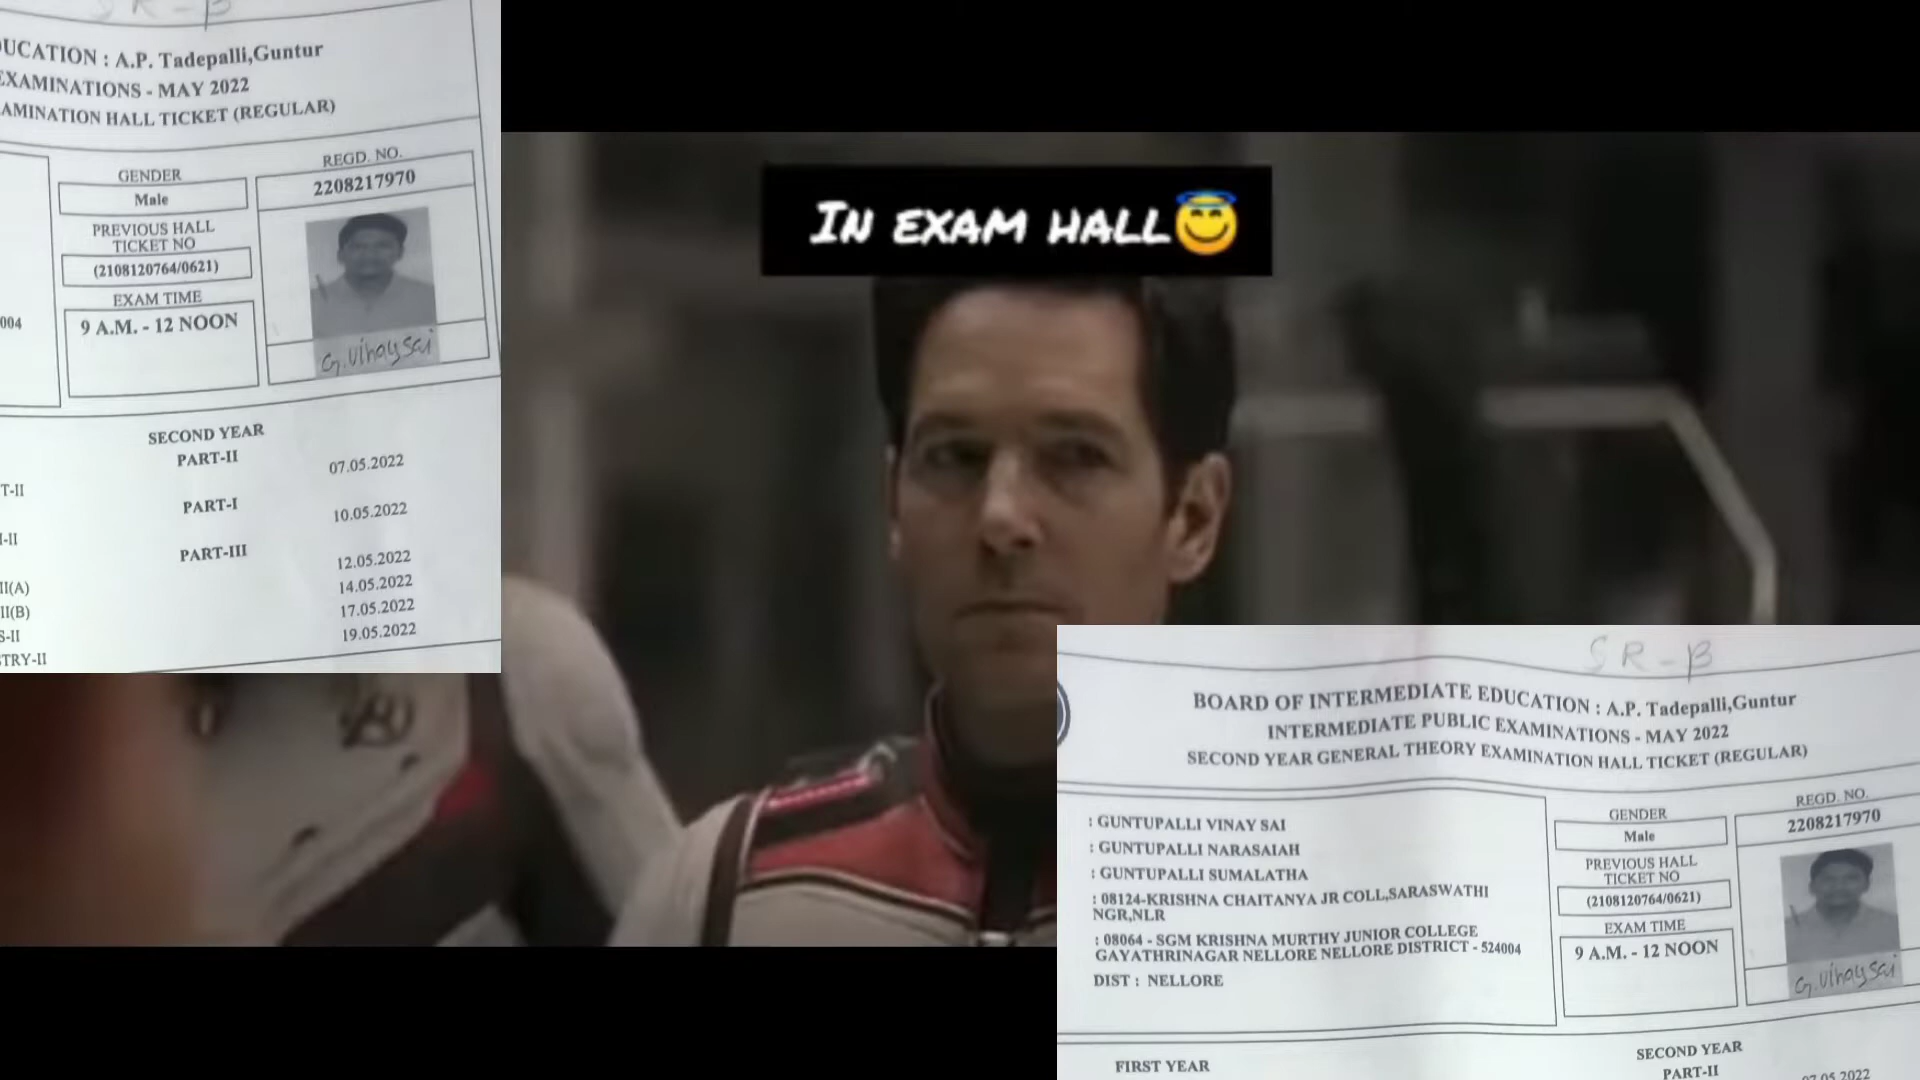 SR-B
UCATION : A.P. Tadepalli,Guntur
EXAMINATIONS - MAY 2022
AMINATION HALL TICKET (REGULAR)
GENDER
Male
PREVIOUS HALL
TICKET NO
(2108120764/0621)
EXAM TIME
9 A.M. - 12 NOON
REGD. NO.
2208217970
G.Vinay Sai
004
SECOND YEAR
PART-II
07.05.2022
T-II
PART-I
10.05.2022
I-II
PART-III
12.05.2022
II(A)
14.05.2022
II(B)
17.05.2022
S-II
19.05.2022
TRY-II
IN EXAM HALL😇
SR-B
BOARD OF INTERMEDIATE EDUCATION : A.P. Tadepalli,Guntur
INTERMEDIATE PUBLIC EXAMINATIONS - MAY 2022
SECOND YEAR GENERAL THEORY EXAMINATION HALL TICKET (REGULAR)
: GUNTUPALLI VINAY SAI
: GUNTUPALLI NARASAIAH
: GUNTUPALLI SUMALATHA
: 08124-KRISHNA CHAITANYA JR COLL,SARASWATHI
NGR,NLR
: 08064 - SGM KRISHNA MURTHY JUNIOR COLLEGE
GAYATHRINAGAR NELLORE NELLORE DISTRICT - 524004
DIST : NELLORE
GENDER
Male
PREVIOUS HALL
TICKET NO
(2108120764/0621)
EXAM TIME
9 A.M. - 12 NOON
REGD. NO.
2208217970
G.Vinay Sai
FIRST YEAR
SECOND YEAR
PART-II
07.05.2022